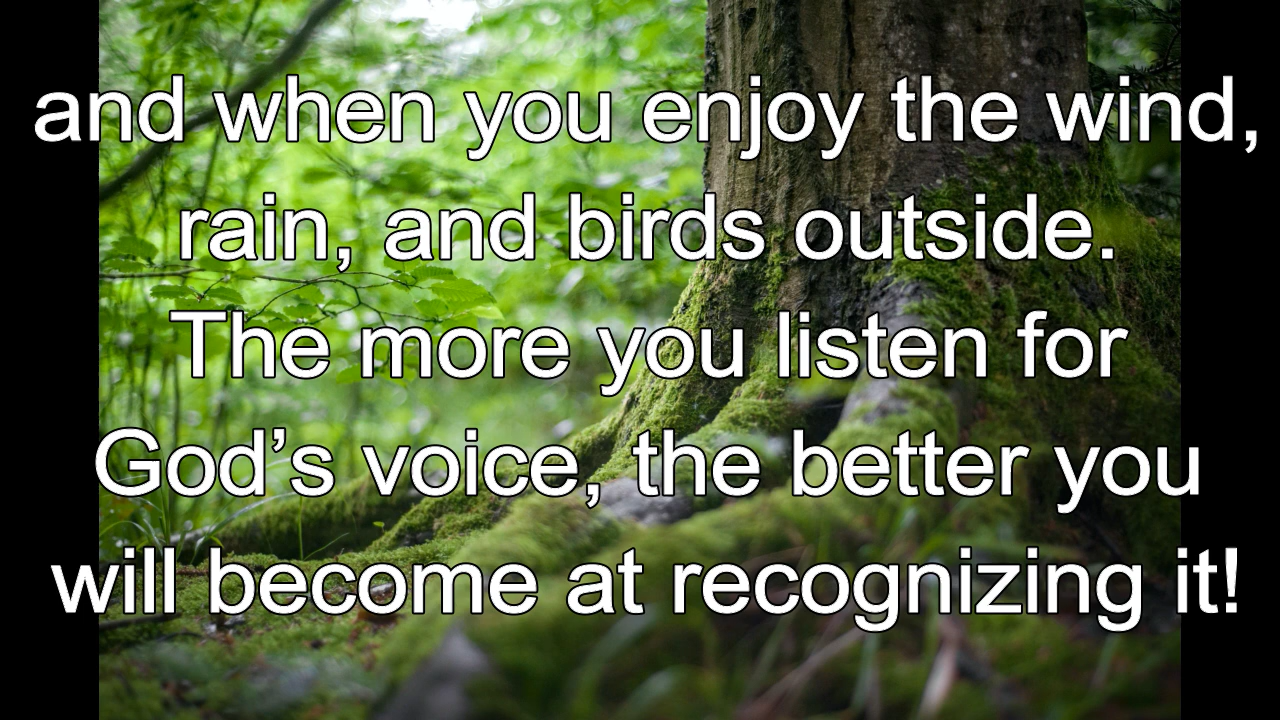 and when you enjoy the wind,
rain, and birds outside.
The more you listen for
God’s voice, the better you
will become at recognizing it!